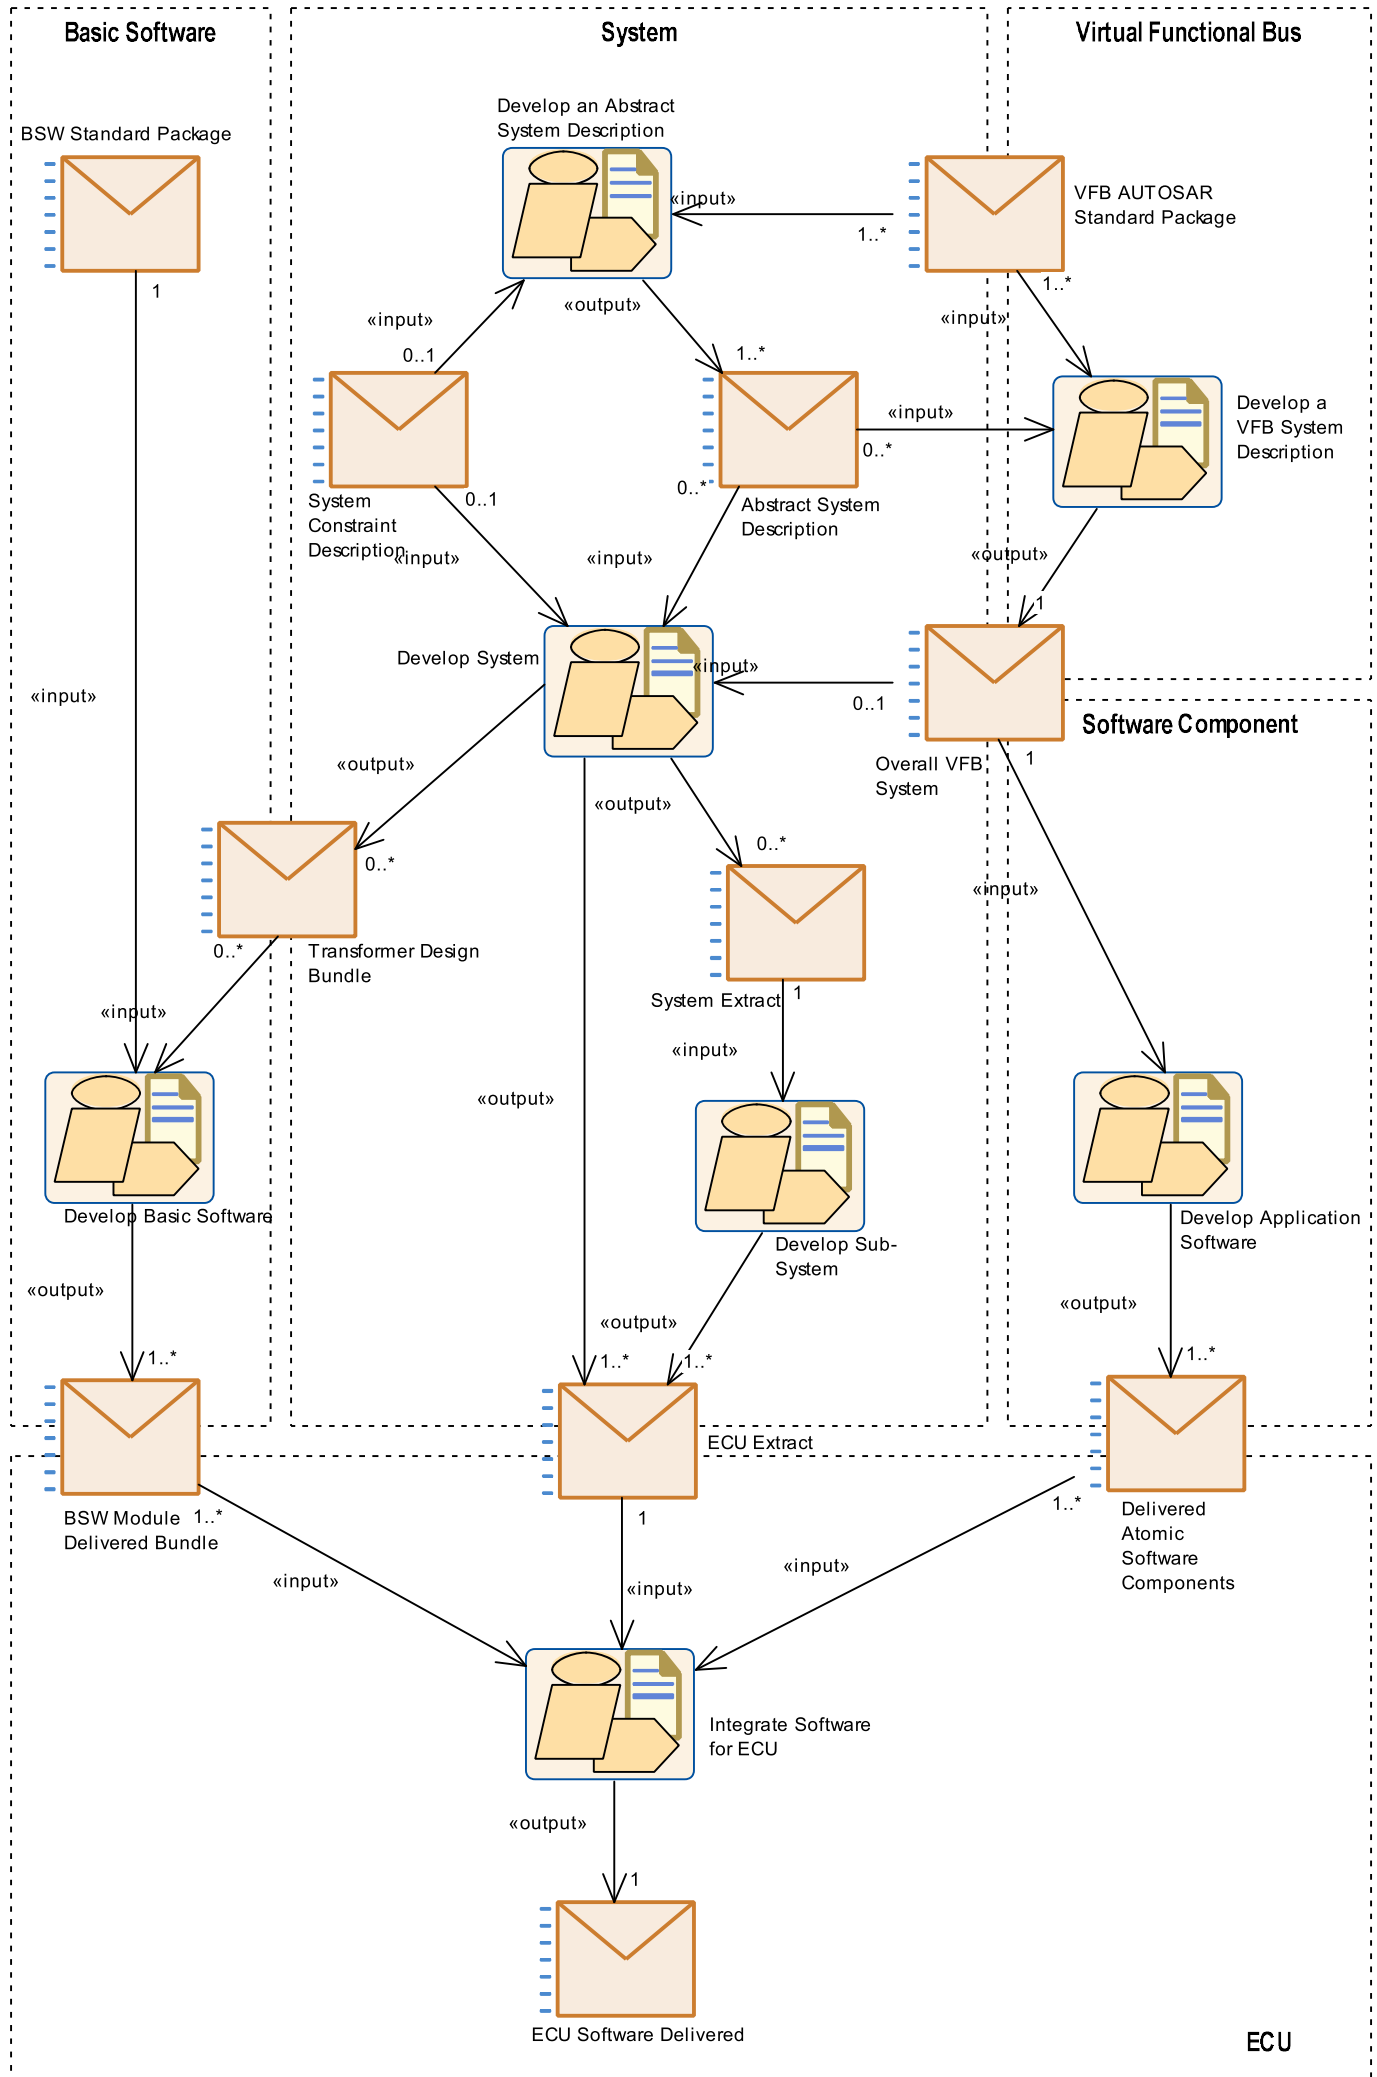 Basic Software
System
Virtual Functional Bus
Develop an Abstract
System Description
BSW Standard Package
VFB AUTOSAR
Standard Package
«input»
1..*
1
«output»
1..*
«input»
«input»
0..1
1..*
Develop a
VFB System
Description
«input»
0..*
0..1
0..*
System
Constraint
Description
Abstract System
Description
«input»
«input»
«output»
1
Develop System
«input»
«input»
0..1
Software Component
Overall VFB
System
1
«output»
«output»
0..*
0..*
«input»
0..*
Transformer Design
Bundle
System Extract
1
«input»
«input»
«output»
Develop Basic Software
Develop Application
Software
Develop Sub-
System
«output»
«output»
«output»
1..*
1..*
1..*
1..*
ECU Extract
BSW Module
Delivered Bundle
1..*
1
1..*
Delivered
Atomic
Software
Components
«input»
«input»
«input»
Integrate Software
for ECU
«output»
1
ECU Software Delivered
ECU